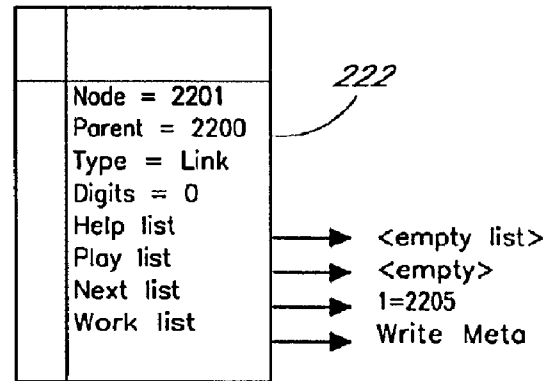 222
Node = 2201
Parent = 2200
Type = Link
Digits = 0
Help list <empty list>
Play list <empty>
Next list 1=2205
Work list Write Meta